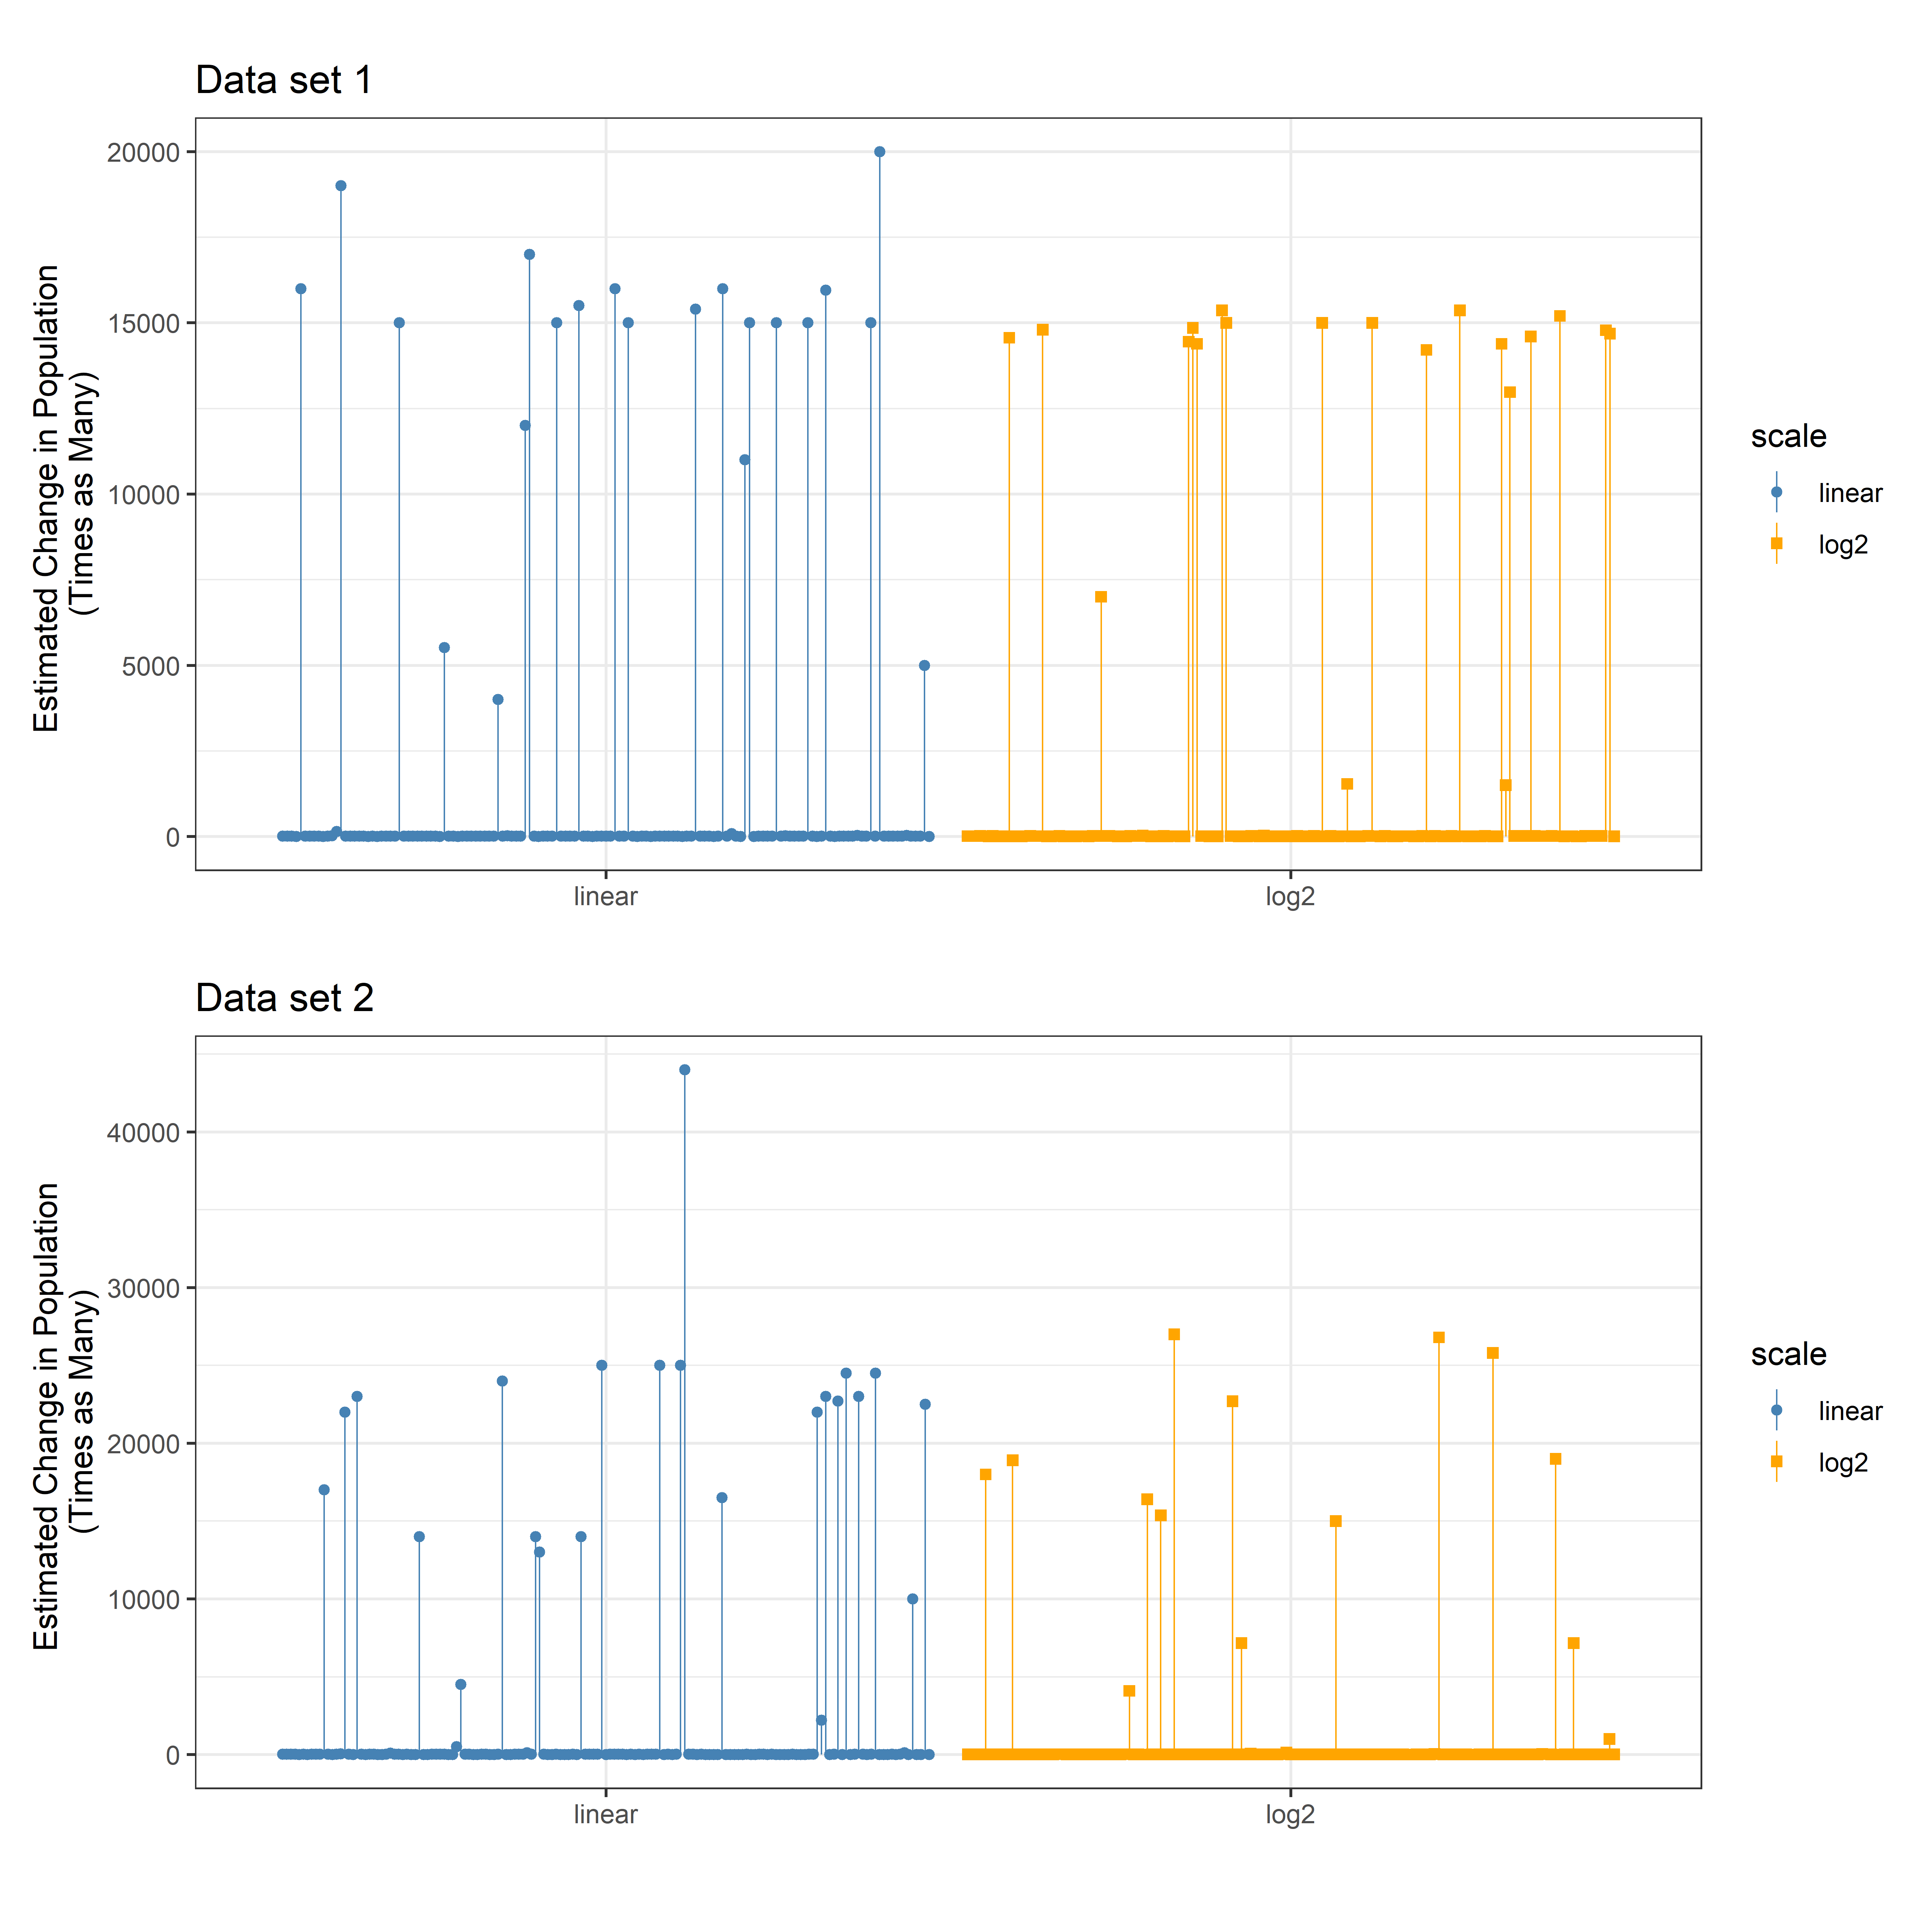 Data set 1
Estimated Change in Population
(Times as Many)
20000
15000
10000
5000
0
linear
log2
scale
linear
log2
Data set 2
Estimated Change in Population
(Times as Many)
40000
30000
20000
10000
0
linear
log2
scale
linear
log2